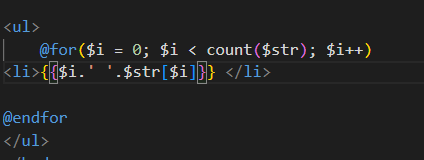 <ul>
@for($i = 0; $i < count($str); $i++)
<li>{{$i.' '.$str[$i]}} </li>
@endfor
</ul>